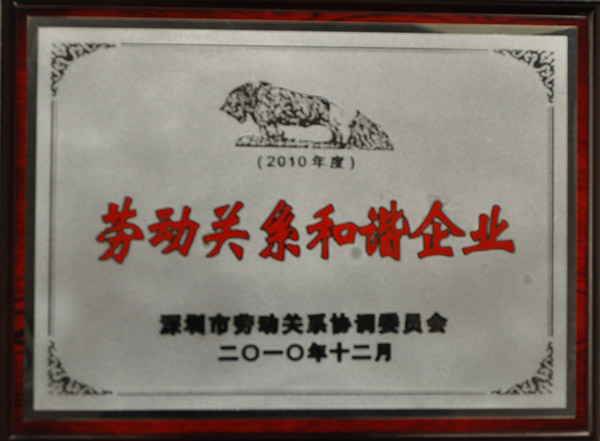 (2010年度)
劳动关系和谐企业
深圳市劳动关系协调委员会
二〇一〇年十二月